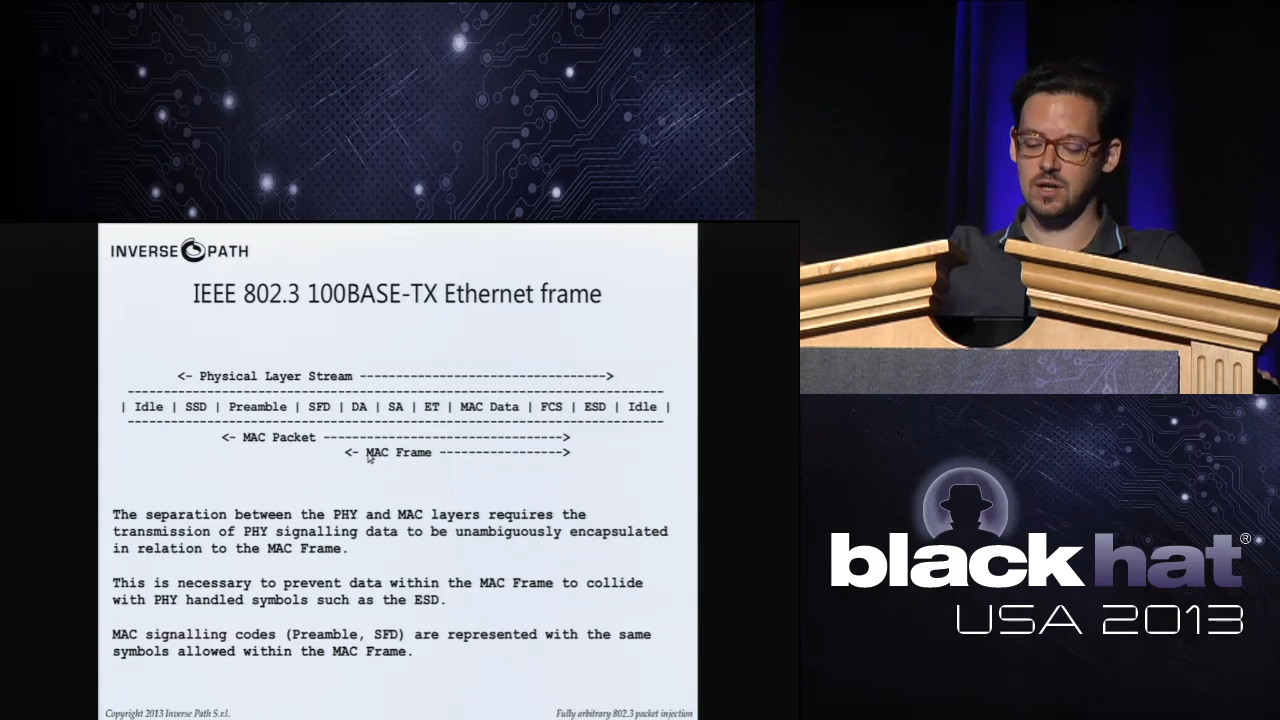 INVERSE PATH
IEEE 802.3 100BASE-TX Ethernet frame
<- Physical Layer Stream ---------------------------------->
--------------------------------------------------------------------------
| Idle | SSD | Preamble | SFD | DA | SA | ET | MAC Data | FCS | ESD | Idle |
--------------------------------------------------------------------------
<- MAC Packet --------------------------------->
<- MAC Frame ----------------->
The separation between the PHY and MAC layers requires the
transmission of PHY signalling data to be unambiguously encapsulated
in relation to the MAC Frame.
This is necessary to prevent data within the MAC Frame to collide
with PHY handled symbols such as the ESD.
MAC signalling codes (Preamble, SFD) are represented with the same
symbols allowed within the MAC Frame.
Copyright 2013 Inverse Path S.r.l.
Fully arbitrary 802.3 packet injection
black hat®
USA 2013